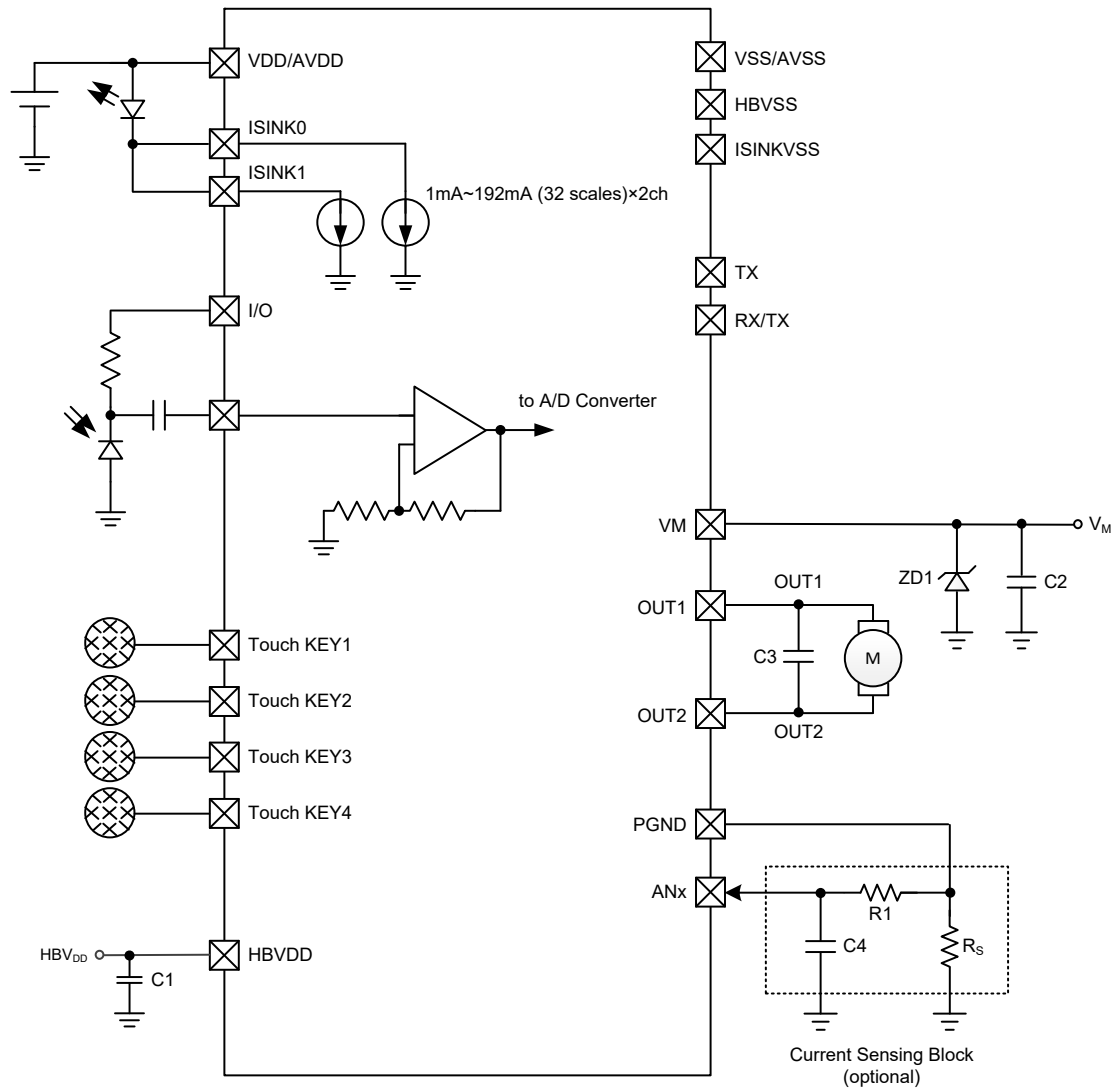 VDD/AVDD
ISINK0
ISINK1
1mA~192mA (32 scales)×2ch
I/O
to A/D Converter
Touch KEY1
Touch KEY2
Touch KEY3
Touch KEY4
HBVDD
HBVDD
C1
VSS/AVSS
HBVSS
ISINKVSS
TX
RX/TX
VM
VM
ZD1
C2
OUT1
OUT1
C3
M
OUT2
OUT2
PGND
ANx
R1
C4
RS
Current Sensing Block
(optional)